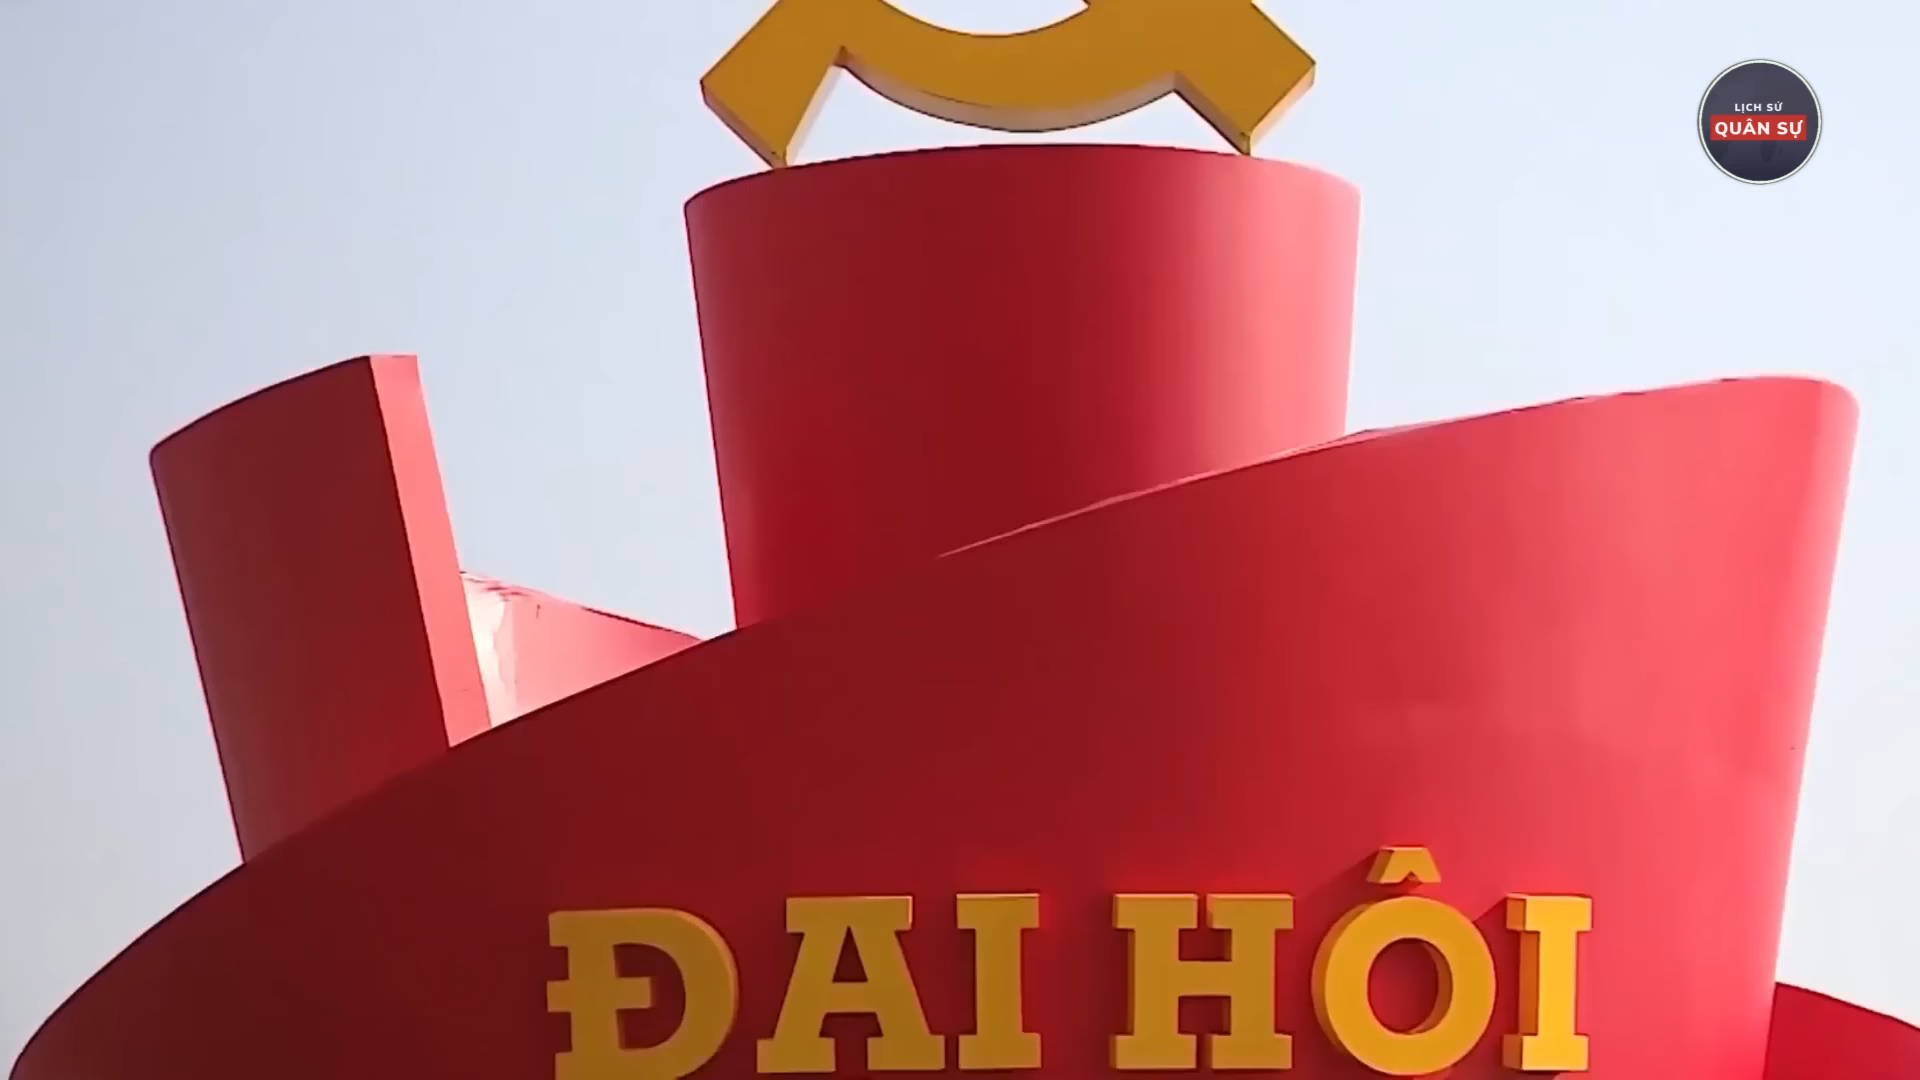 LỊCH SỬ
QUÂN SỰ
ĐẠI HỘI